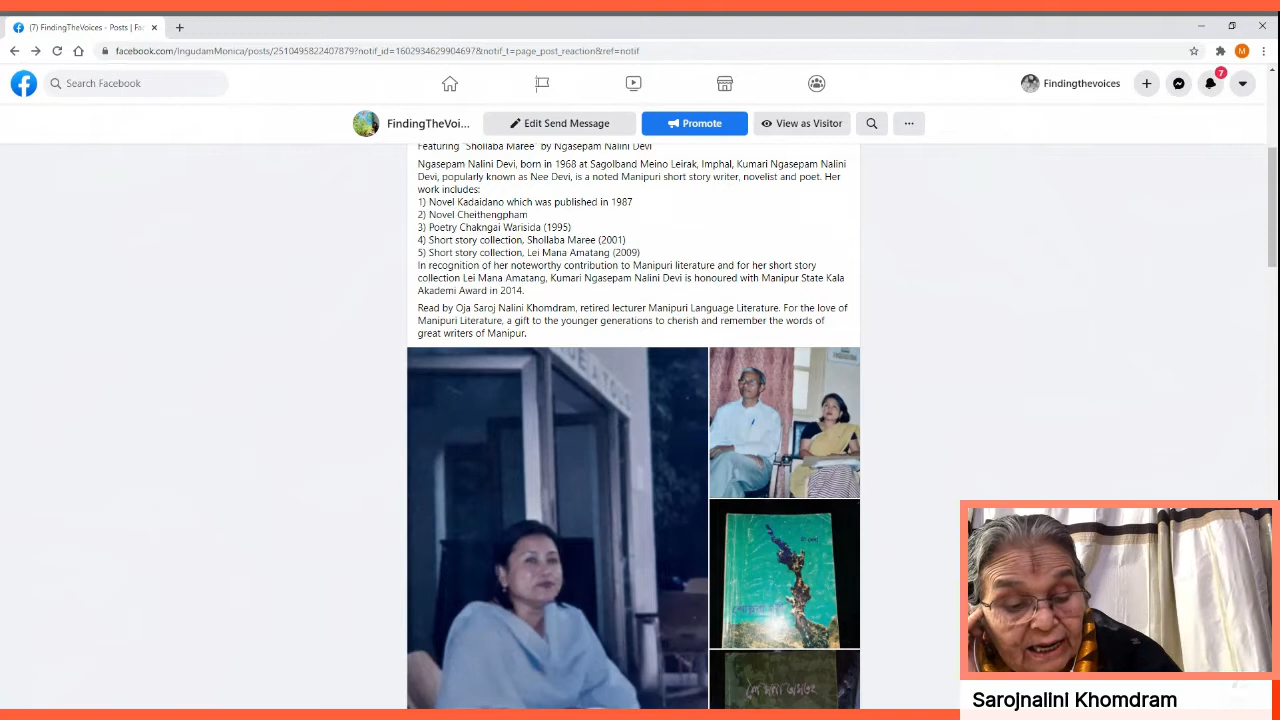 (7) FindingTheVoices - Posts | Fa
facebook.com/IngudamMonica/posts/2510495822407879?notif_id=1602934629904697&notif_t=page_post_reaction&ref=notif
M
Search Facebook
Findingthevoices
7
FindingTheVoi...
Edit Send Message
Promote
View as Visitor
Featuring "Shollaba Maree" by Ngasepam Nalini Devi
Ngasepam Nalini Devi, born in 1968 at Sagolband Meino Leirak, Imphal, Kumari Ngasepam Nalini
Devi, popularly known as Nee Devi, is a noted Manipuri short story writer, novelist and poet. Her
work includes:
1) Novel Kadaidano which was published in 1987
2) Novel Cheithengpham
3) Poetry Chakngai Warisida (1995)
4) Short story collection, Shollaba Maree (2001)
5) Short story collection, Lei Mana Amatang (2009)
In recognition of her noteworthy contribution to Manipuri literature and for her short story
collection Lei Mana Amatang, Kumari Ngasepam Nalini Devi is honoured with Manipur State Kala
Akademi Award in 2014.
Read by Oja Saroj Nalini Khomdram, retired lecturer Manipuri Language Literature. For the love of
Manipuri Literature, a gift to the younger generations to cherish and remember the words of
great writers of Manipur.
Sarojnalini Khomdram